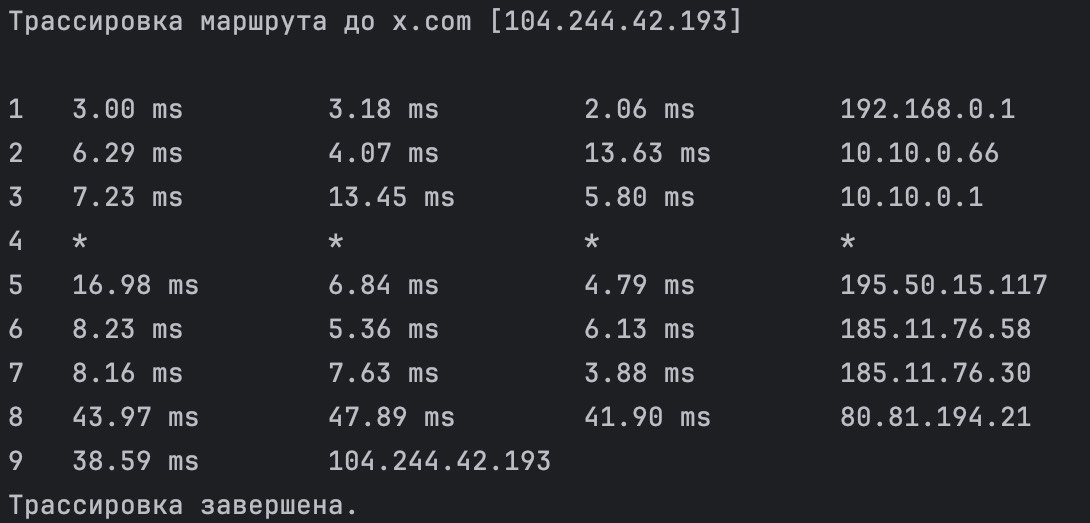 Трассировка маршрута до x.com [104.244.42.193]
1 3.00 ms 3.18 ms 2.06 ms 192.168.0.1
2 6.29 ms 4.07 ms 13.63 ms 10.10.0.66
3 7.23 ms 13.45 ms 5.80 ms 10.10.0.1
4 * * * *
5 16.98 ms 6.84 ms 4.79 ms 195.50.15.117
6 8.23 ms 5.36 ms 6.13 ms 185.11.76.58
7 8.16 ms 7.63 ms 3.88 ms 185.11.76.30
8 43.97 ms 47.89 ms 41.90 ms 80.81.194.21
9 38.59 ms 104.244.42.193
Трассировка завершена.